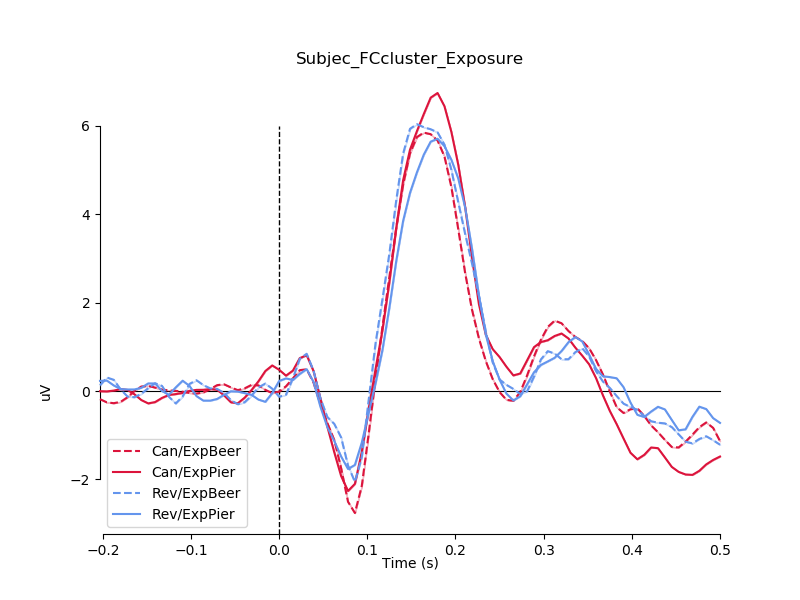 Subjec_FCcluster_Exposure
uV
6
4
2
0
−2
Can/ExpBeer
Can/ExpPier
Rev/ExpBeer
Rev/ExpPier
−0.2 −0.1 0.0 0.1 0.2 0.3 0.4 0.5
Time (s)